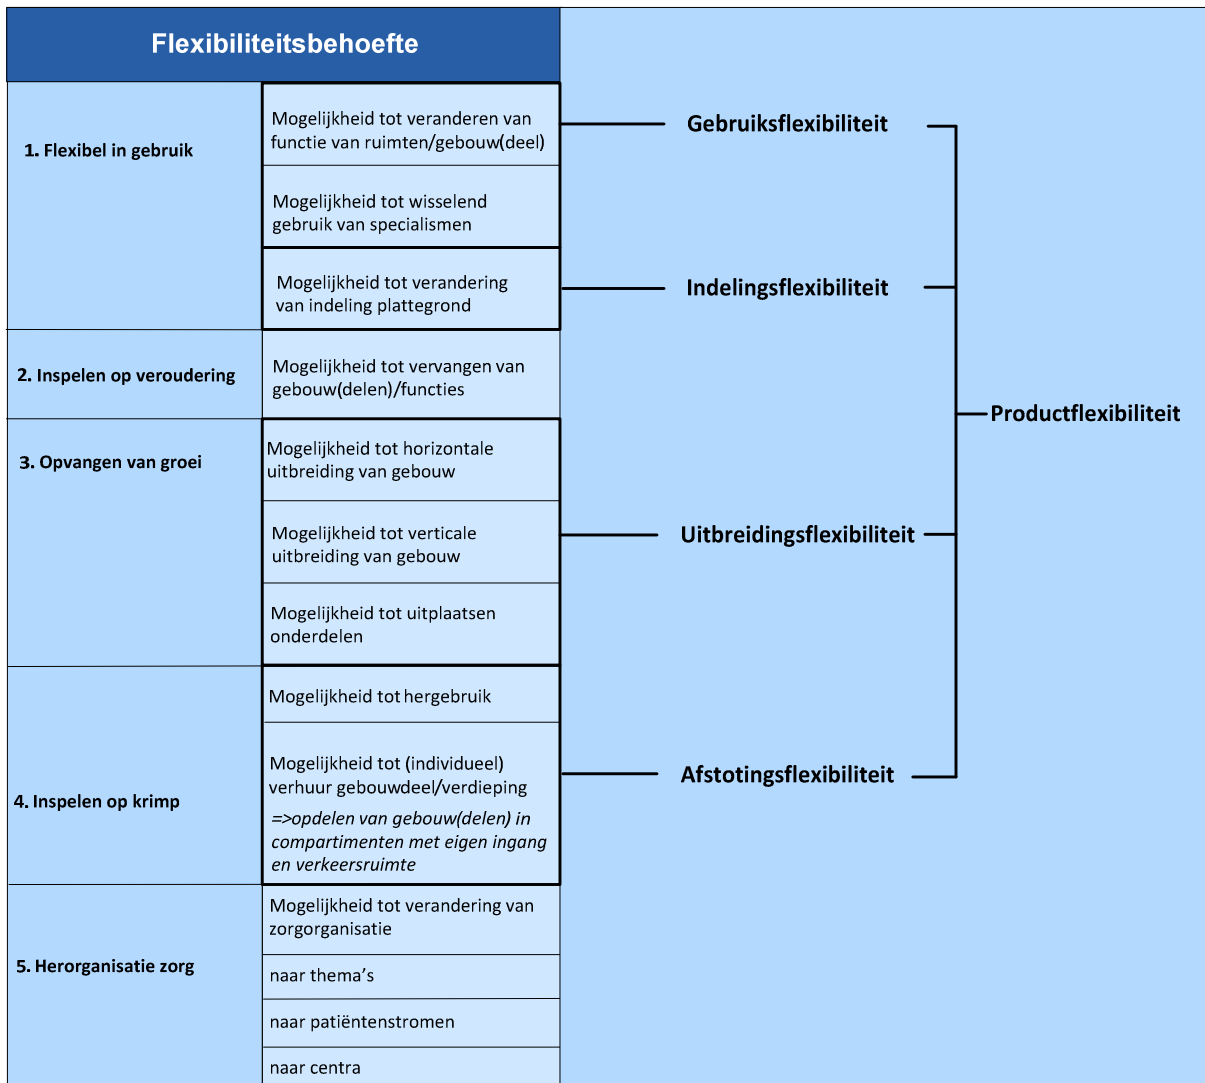 Flexibiliteitsbehoefte
1. Flexibel in gebruik
Mogelijkheid tot veranderen van
functie van ruimten/gebouw(deel)
Mogelijkheid tot wisselend
gebruik van specialismen
Mogelijkheid tot verandering
van indeling plattegrond
2. Inspelen op veroudering
Mogelijkheid tot vervangen van
gebouw(delen)/functies
3. Opvangen van groei
Mogelijkheid tot horizontale
uitbreiding van gebouw
Mogelijkheid tot verticale
uitbreiding van gebouw
Mogelijkheid tot uitplaatsen
onderdelen
4. Inspelen op krimp
Mogelijkheid tot hergebruik
Mogelijkheid tot (individueel)
verhuur gebouwdeel/verdieping
=>opdelen van gebouw(delen) in
compartimenten met eigen ingang
en verkeersruimte
5. Herorganisatie zorg
Mogelijkheid tot verandering van
zorgorganisatie
naar thema's
naar patiëntenstromen
naar centra
Gebruiksflexibiliteit
Indelingsflexibiliteit
Uitbreidingsflexibiliteit
Afstotingsflexibiliteit
Productflexibiliteit